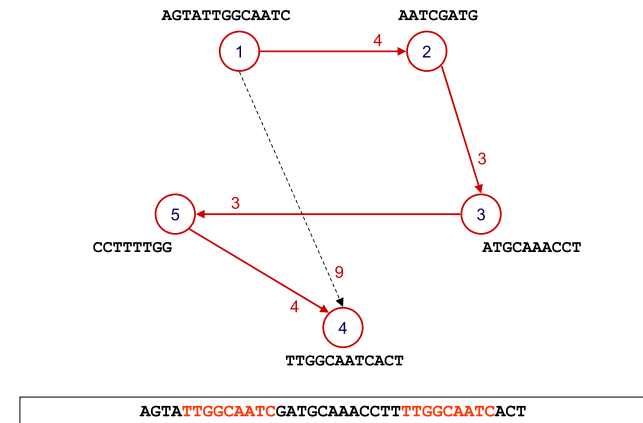 AGTATTGGCAATC AATCGATG
1 4 2
3
5 3 3
CCTTTTGG ATGCAAACCT
9
4 4
TTGGCAATCACT
AGTATTGGCAATCGATGCAAACCTTTTGGCAATCACT